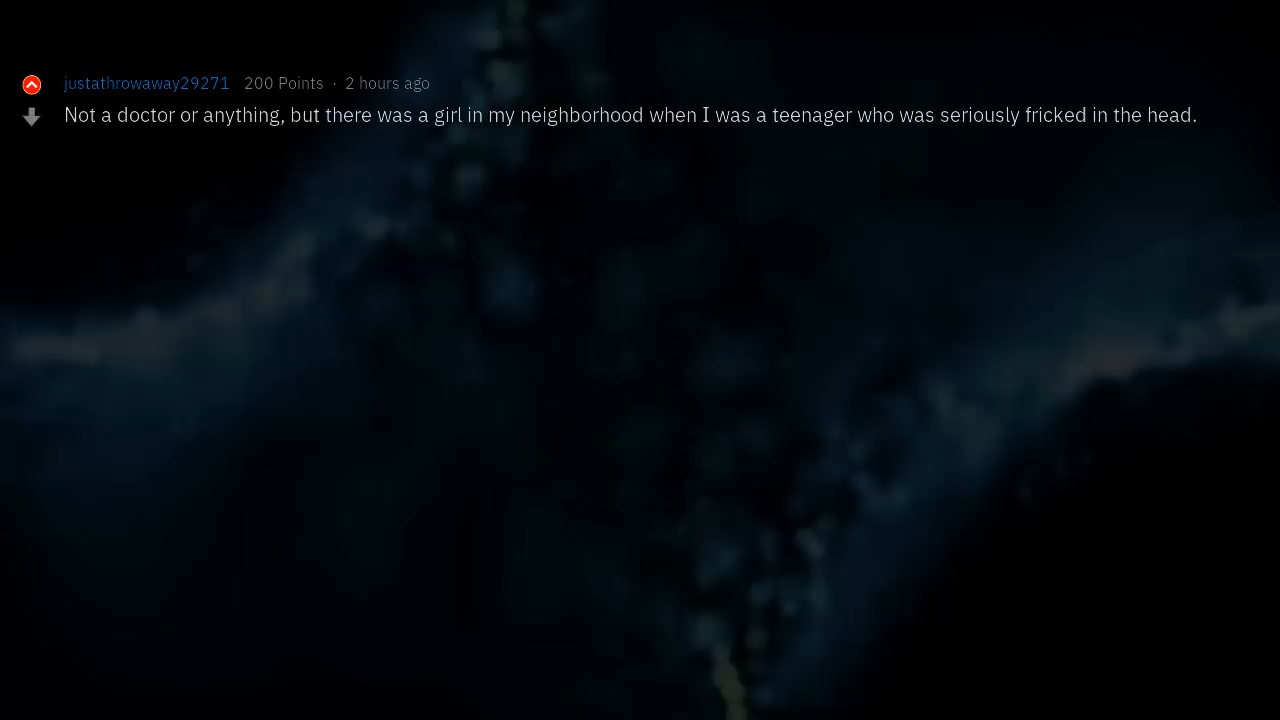 justathrowaway29271 200 Points · 2 hours ago
Not a doctor or anything, but there was a girl in my neighborhood when I was a teenager who was seriously fricked in the head.